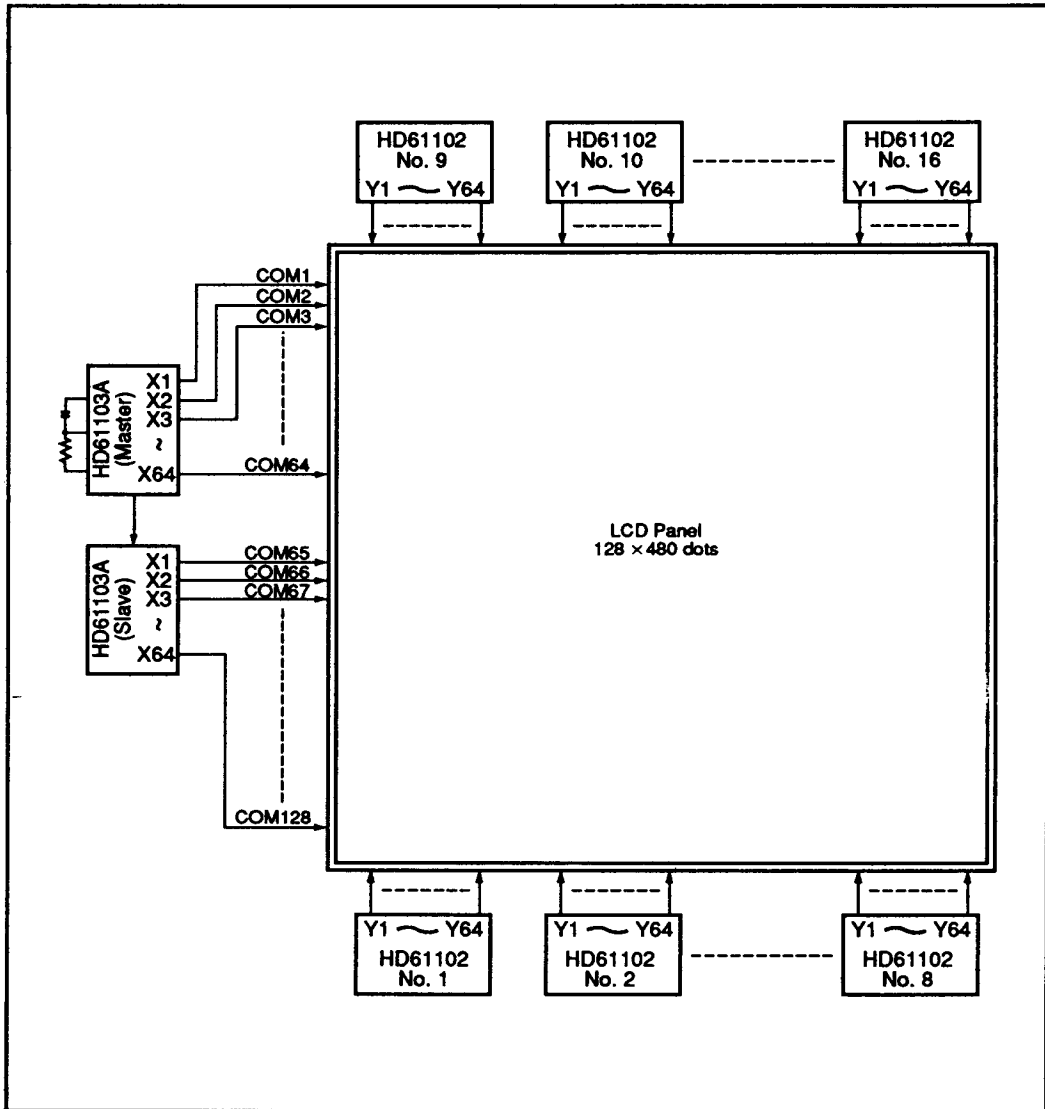 HD61102
No. 9
Y1 ～ Y64
HD61102
No. 10
Y1 ～ Y64
HD61102
No. 16
Y1 ～ Y64
COM1
COM2
COM3
COM64
HD61103A
(Master)
X1
X2
X3
~
X64
HD61103A
(Slave)
X1
X2
X3
~
X64
COM65
COM66
COM67
COM128
LCD Panel
128 × 480 dots
Y1 ～ Y64
HD61102
No. 1
Y1 ～ Y64
HD61102
No. 2
Y1 ～ Y64
HD61102
No. 8